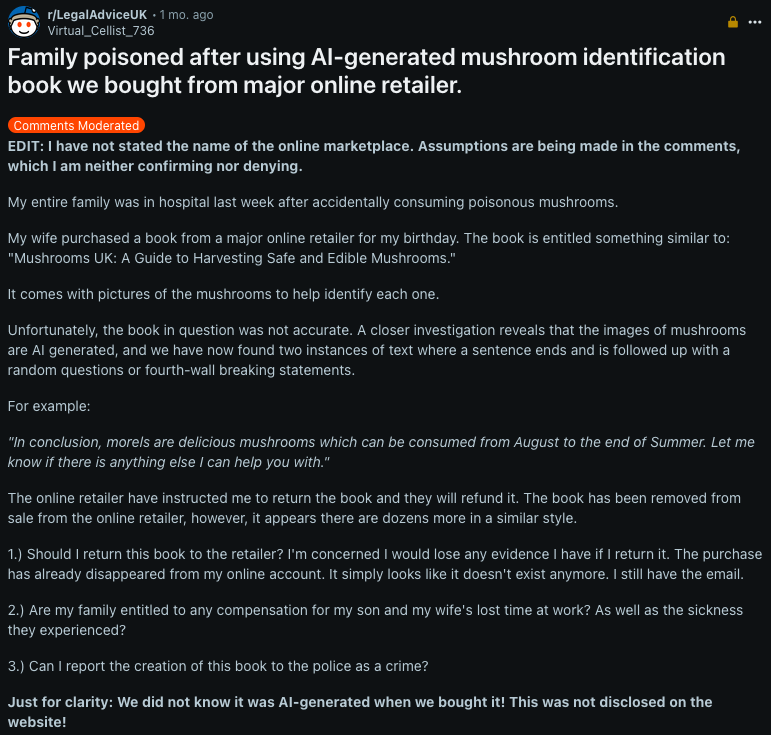 r/LegalAdviceUK • 1 mo. ago
Virtual_Cellist_736
Family poisoned after using AI-generated mushroom identification
book we bought from major online retailer.
Comments Moderated
EDIT: I have not stated the name of the online marketplace. Assumptions are being made in the comments,
which I am neither confirming nor denying.
My entire family was in hospital last week after accidentally consuming poisonous mushrooms.
My wife purchased a book from a major online retailer for my birthday. The book is entitled something similar to:
"Mushrooms UK: A Guide to Harvesting Safe and Edible Mushrooms."
It comes with pictures of the mushrooms to help identify each one.
Unfortunately, the book in question was not accurate. A closer investigation reveals that the images of mushrooms
are AI generated, and we have now found two instances of text where a sentence ends and is followed up with a
random questions or fourth-wall breaking statements.
For example:
"In conclusion, morels are delicious mushrooms which can be consumed from August to the end of Summer. Let me
know if there is anything else I can help you with."
The online retailer have instructed me to return the book and they will refund it. The book has been removed from
sale from the online retailer, however, it appears there are dozens more in a similar style.
1.) Should I return this book to the retailer? I'm concerned I would lose any evidence I have if I return it. The purchase
has already disappeared from my online account. It simply looks like it doesn't exist anymore. I still have the email.
2.) Are my family entitled to any compensation for my son and my wife's lost time at work? As well as the sickness
they experienced?
3.) Can I report the creation of this book to the police as a crime?
Just for clarity: We did not know it was AI-generated when we bought it! This was not disclosed on the
website!